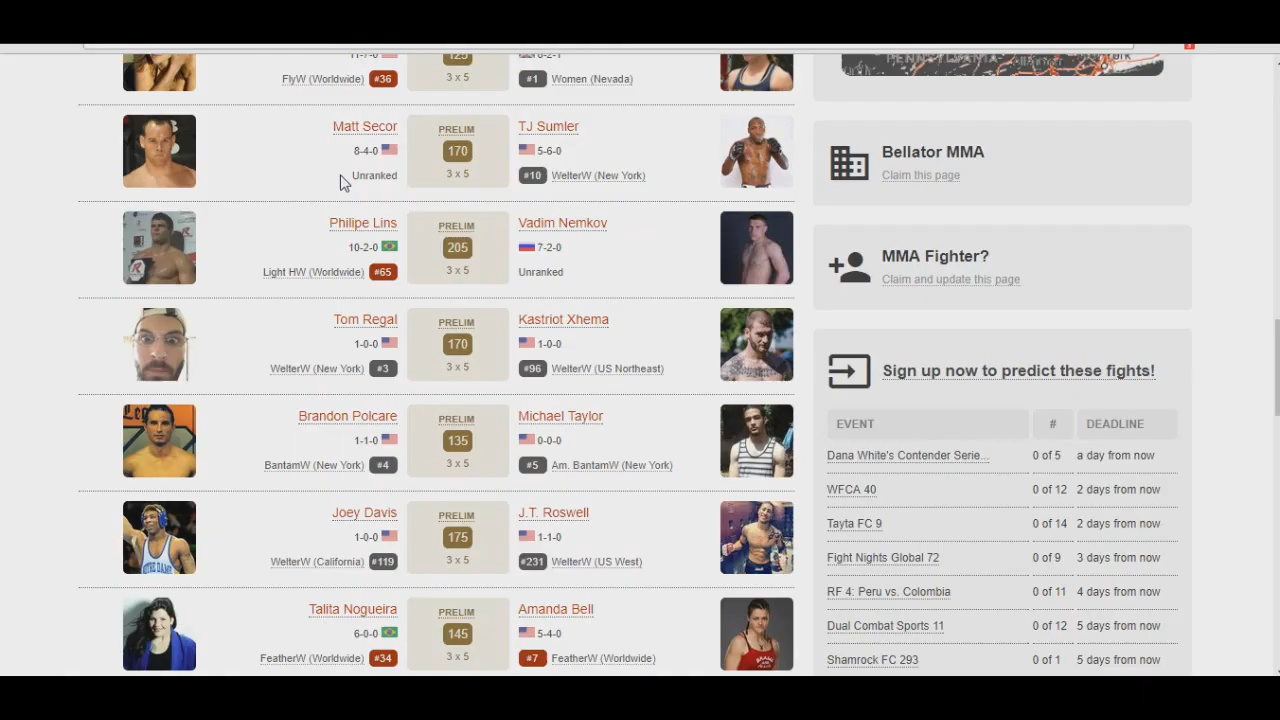 11-7-0 125
FlyW (Worldwide) #36 3 x 5 #1 Women (Nevada)
Matt Secor PRELIM TJ Sumler
8-4-0 170 5-6-0
Unranked 3 x 5 #10 WelterW (New York)
Philipe Lins PRELIM Vadim Nemkov
10-2-0 205 7-2-0
Light HW (Worldwide) #65 3 x 5 Unranked
Tom Regal PRELIM Kastriot Xhema
1-0-0 170 1-0-0
WelterW (New York) #3 3 x 5 #96 WelterW (US Northeast)
Brandon Polcare PRELIM Michael Taylor
1-1-0 135 0-0-0
BantamW (New York) #4 3 x 5 #5 Am. BantamW (New York)
Joey Davis PRELIM J.T. Roswell
1-0-0 175 1-1-0
WelterW (California) #119 3 x 5 #231 WelterW (US West)
Talita Nogueira PRELIM Amanda Bell
6-0-0 145 5-4-0
FeatherW (Worldwide) #34 3 x 5 #7 FeatherW (Worldwide)
PENNSYLVANIA
Bellator MMA
Claim this page
MMA Fighter?
Claim and update this page
Sign up now to predict these fights!
EVENT # DEADLINE
Dana White's Contender Serie... 0 of 5 a day from now
WFCA 40 0 of 12 2 days from now
Tayta FC 9 0 of 14 2 days from now
Fight Nights Global 72 0 of 9 3 days from now
RF 4: Peru vs. Colombia 0 of 11 4 days from now
Dual Combat Sports 11 0 of 12 5 days from now
Shamrock FC 293 0 of 1 5 days from now